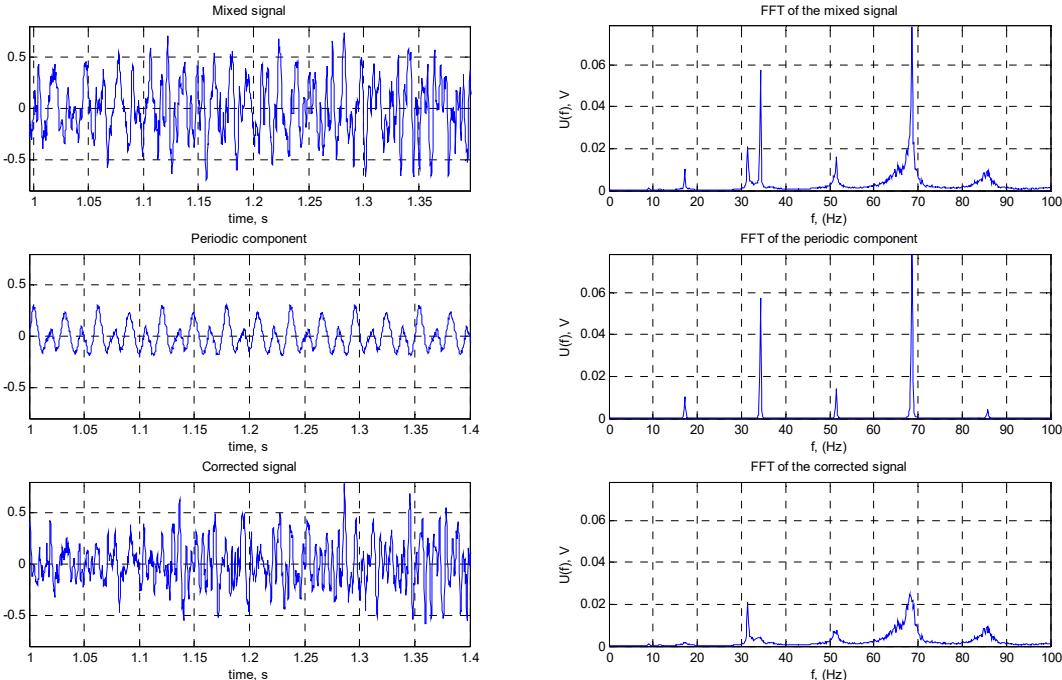 Mixed signal
0.5
0
-0.5
1 1.05 1.1 1.15 1.2 1.25 1.3 1.35
time, s
FFT of the mixed signal
U(f), V
0.06
0.04
0.02
0
0 10 20 30 40 50 60 70 80 90 100
f, (Hz)
Periodic component
0.5
0
-0.5
1 1.05 1.1 1.15 1.2 1.25 1.3 1.35 1.4
time, s
FFT of the periodic component
U(f), V
0.06
0.04
0.02
0
0 10 20 30 40 50 60 70 80 90 100
f, (Hz)
Corrected signal
0.5
0
-0.5
1 1.05 1.1 1.15 1.2 1.25 1.3 1.35 1.4
time, s
FFT of the corrected signal
U(f), V
0.06
0.04
0.02
0
0 10 20 30 40 50 60 70 80 90 100
f, (Hz)